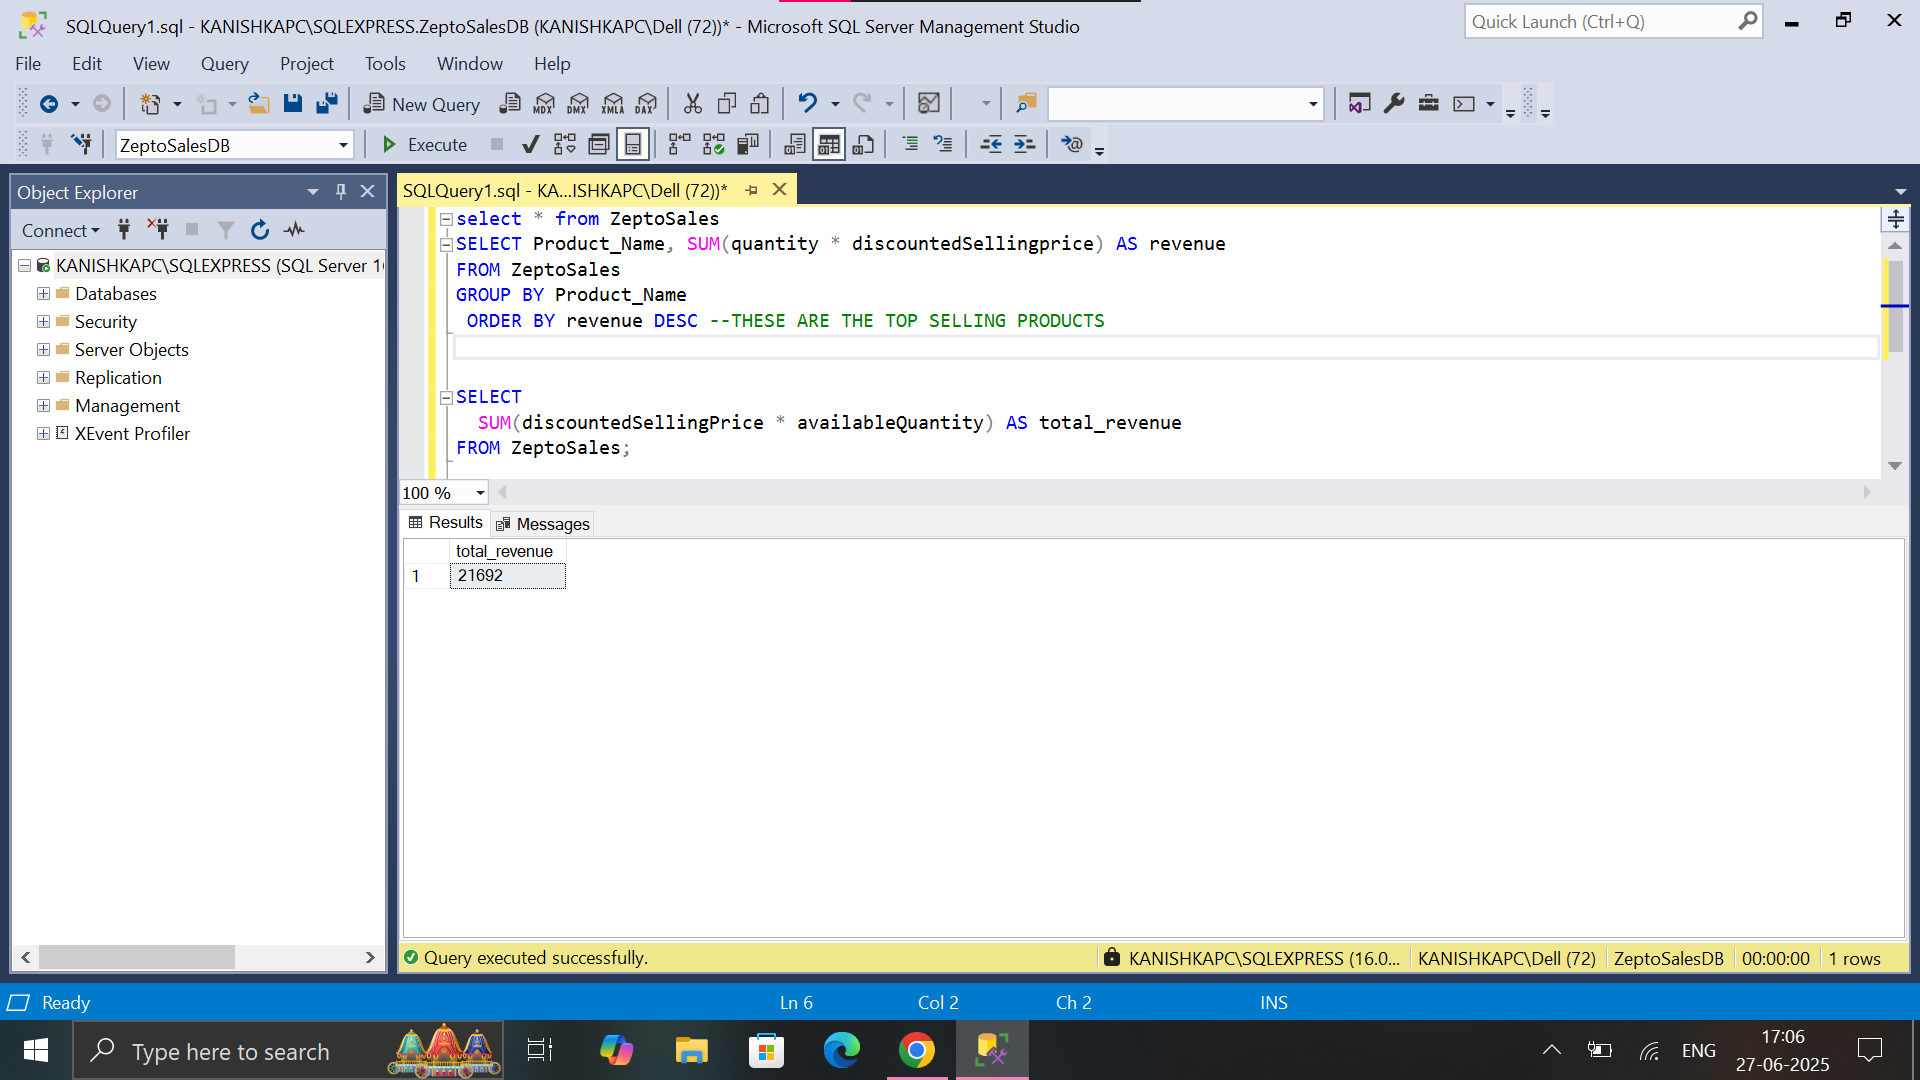 SQLQuery1.sql - KANISHKAPC\SQLEXPRESS.ZeptoSalesDB (KANISHKAPC\Dell (72))* - Microsoft SQL Server Management Studio
Quick Launch (Ctrl+Q)
File Edit View Query Project Tools Window Help
New Query MDX DMX XMLA DAX
ZeptoSalesDB Execute
Object Explorer
Connect
KANISHKAPC\SQLEXPRESS (SQL Server 1
Databases
Security
Server Objects
Replication
Management
XEvent Profiler
SQLQuery1.sql - KA...ISHKAPC\Dell (72))*
select * from ZeptoSales
SELECT Product_Name, SUM(quantity * discountedSellingprice) AS revenue
FROM ZeptoSales
GROUP BY Product_Name
ORDER BY revenue DESC --THESE ARE THE TOP SELLING PRODUCTS
SELECT
SUM(discountedSellingPrice * availableQuantity) AS total_revenue
FROM ZeptoSales;
100 %
Results Messages
total_revenue
1 21692
Query executed successfully. KANISHKAPC\SQLEXPRESS (16.0... KANISHKAPC\Dell (72) ZeptoSalesDB 00:00:00 1 rows
Ready Ln 6 Col 2 Ch 2 INS
Type here to search
ENG
17:06
27-06-2025